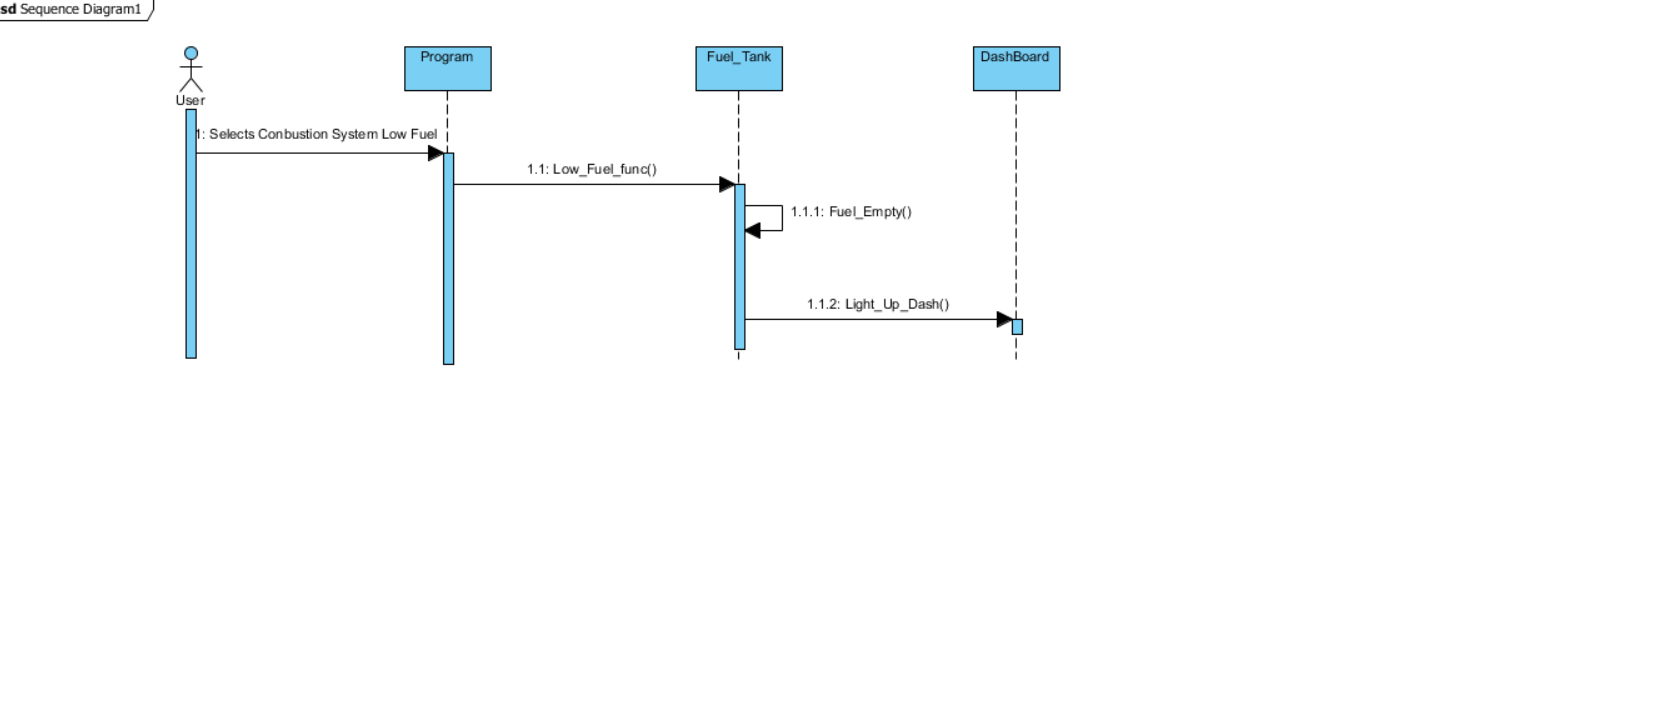 sd Sequence Diagram1
User
Program
Fuel_Tank
DashBoard
1: Selects Conbustion System Low Fuel
1.1: Low_Fuel_func()
1.1.1: Fuel_Empty()
1.1.2: Light_Up_Dash()